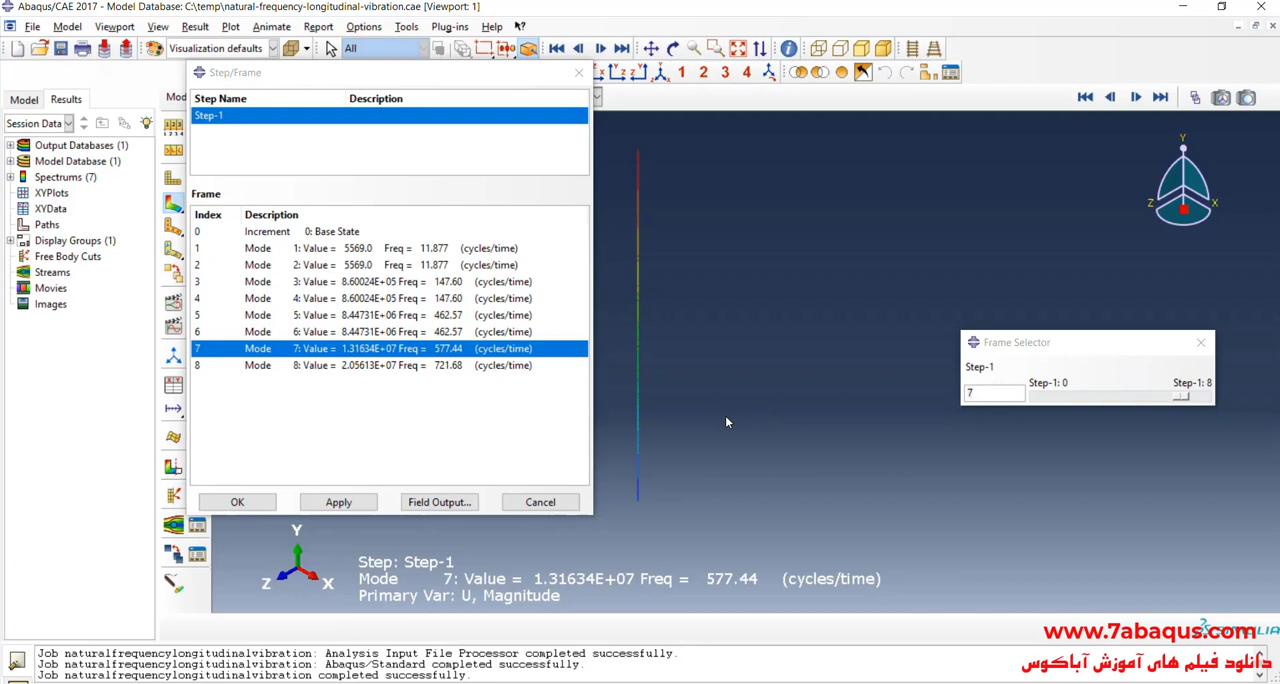 Abaqus/CAE 2017 - Model Database: C:\temp\natural-frequency-longitudinal-vibration.cae [Viewport: 1]
File Model Viewport View Result Plot Animate Report Options Tools Plug-ins Help
Visualization defaults All
Step/Frame
1 2 3 4
Model Results Mod
Step Name Description
Step-1
Session Data
Output Databases (1)
Model Database (1)
Spectrums (7)
XYPlots
XYData
Paths
Display Groups (1)
Free Body Cuts
Streams
Movies
Images
Frame
Index Description
0 Increment 0: Base State
1 Mode 1: Value = 5569.0 Freq = 11.877 (cycles/time)
2 Mode 2: Value = 5569.0 Freq = 11.877 (cycles/time)
3 Mode 3: Value = 8.60024E+05 Freq = 147.60 (cycles/time)
4 Mode 4: Value = 8.60024E+05 Freq = 147.60 (cycles/time)
5 Mode 5: Value = 8.44731E+06 Freq = 462.57 (cycles/time)
6 Mode 6: Value = 8.44731E+06 Freq = 462.57 (cycles/time)
7 Mode 7: Value = 1.31634E+07 Freq = 577.44 (cycles/time)
8 Mode 8: Value = 2.05613E+07 Freq = 721.68 (cycles/time)
OK Apply Field Output... Cancel
Y
Z X
Frame Selector
Step-1
Step-1: 0 Step-1: 8
7
Y
Z X
Step: Step-1
Mode 7: Value = 1.31634E+07 Freq = 577.44 (cycles/time)
Primary Var: U, Magnitude
www.7abaqus.com
دانلود فیلم های آموزش آباکوس
Job naturalfrequencylongitudinalvibration: Analysis Input File Processor completed successfully.
Job naturalfrequencylongitudinalvibration: Abaqus/Standard completed successfully.
Job naturalfrequencylongitudinalvibration completed successfully.